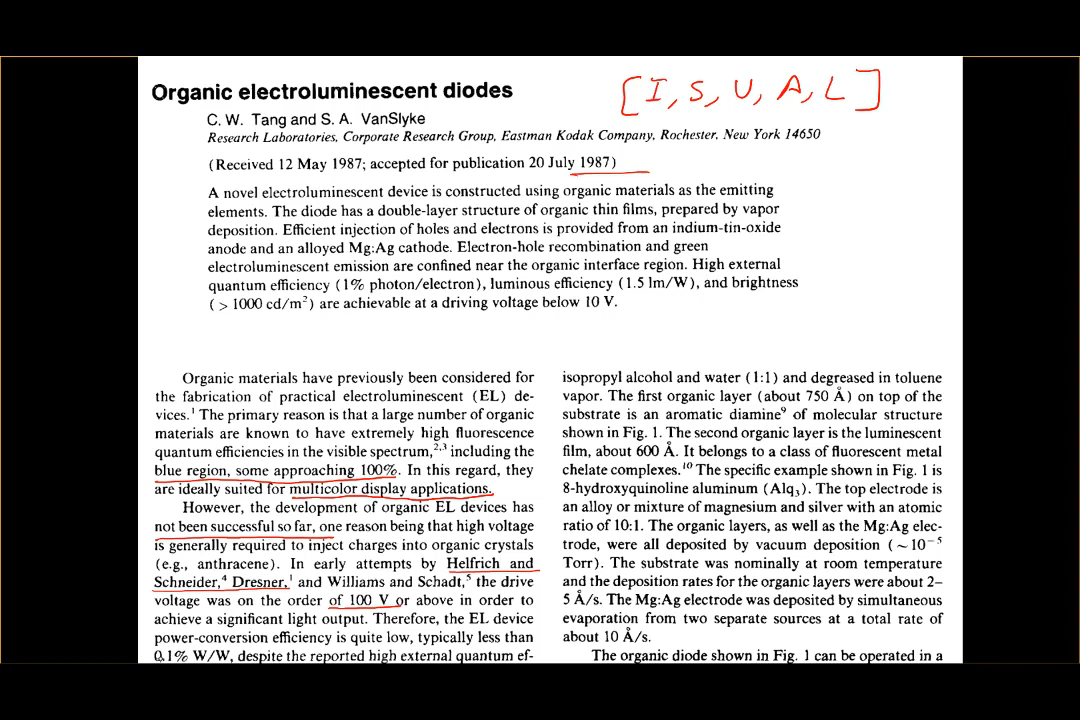 Organic electroluminescent diodes
[I, S, U, A, L]
C. W. Tang and S. A. VanSlyke
Research Laboratories, Corporate Research Group, Eastman Kodak Company, Rochester, New York 14650
(Received 12 May 1987; accepted for publication 20 July 1987)
A novel electroluminescent device is constructed using organic materials as the emitting
elements. The diode has a double-layer structure of organic thin films, prepared by vapor
deposition. Efficient injection of holes and electrons is provided from an indium-tin-oxide
anode and an alloyed Mg:Ag cathode. Electron-hole recombination and green
electroluminescent emission are confined near the organic interface region. High external
quantum efficiency (1% photon/electron), luminous efficiency (1.5 lm/W), and brightness
(> 1000 cd/m²) are achievable at a driving voltage below 10 V.
Organic materials have previously been considered for
the fabrication of practical electroluminescent (EL) de-
vices.¹ The primary reason is that a large number of organic
materials are known to have extremely high fluorescence
quantum efficiencies in the visible spectrum,²,³ including the
blue region, some approaching 100%. In this regard, they
are ideally suited for multicolor display applications.
However, the development of organic EL devices has
not been successful so far, one reason being that high voltage
is generally required to inject charges into organic crystals
(e.g., anthracene). In early attempts by Helfrich and
Schneider,⁴ Dresner,¹ and Williams and Schadt,⁵ the drive
voltage was on the order of 100 V or above in order to
achieve a significant light output. Therefore, the EL device
power-conversion efficiency is quite low, typically less than
0.1% W/W, despite the reported high external quantum ef-
isopropyl alcohol and water (1:1) and degreased in toluene
vapor. The first organic layer (about 750 Å) on top of the
substrate is an aromatic diamine⁹ of molecular structure
shown in Fig. 1. The second organic layer is the luminescent
film, about 600 Å. It belongs to a class of fluorescent metal
chelate complexes.¹⁰ The specific example shown in Fig. 1 is
8-hydroxyquinoline aluminum (Alq₃). The top electrode is
an alloy or mixture of magnesium and silver with an atomic
ratio of 10:1. The organic layers, as well as the Mg:Ag elec-
trode, were all deposited by vacuum deposition (~10⁻⁵
Torr). The substrate was nominally at room temperature
and the deposition rates for the organic layers were about 2–
5 Å/s. The Mg:Ag electrode was deposited by simultaneous
evaporation from two separate sources at a total rate of
about 10 Å/s.
The organic diode shown in Fig. 1 can be operated in a